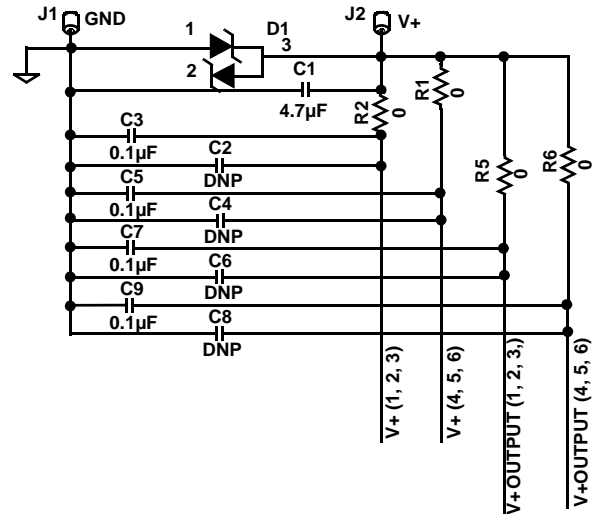 J1 GND
J2 V+
1 D1
3
2
C1
4.7µF
R2 0
R1 0
R5 0
R6 0
C3
0.1µF
C2
DNP
C5
0.1µF
C4
DNP
C7
0.1µF
C6
DNP
C9
0.1µF
C8
DNP
V+ (1, 2, 3)
V+ (4, 5, 6)
V+OUTPUT (1, 2, 3,)
V+OUTPUT (4, 5, 6)